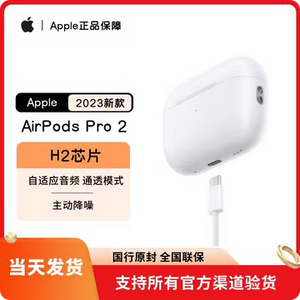 Apple正品保障
Apple 2023新款
AirPods Pro 2
H2芯片
自适应音频 通透模式
主动降噪
国行原封 全国联保
当天发货
支持所有官方渠道验货